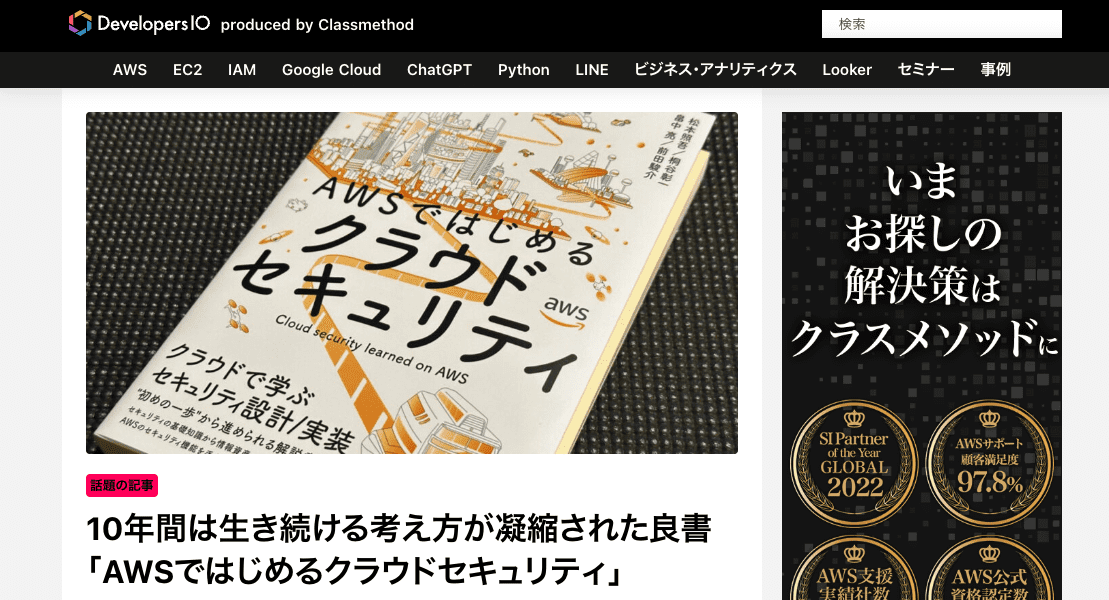 DevelopersIO produced by Classmethod
検索
AWS EC2 IAM Google Cloud ChatGPT Python LINE ビジネス・アナリティクス Looker セミナー 事例
松本照吾／桐谷彰一
畠中亮／前田駿介
AWSではじめる
クラウド
セキュリティ
aws
Cloud security learned on AWS
クラウドで学ぶ
セキュリティ設計/実装
"初めの一歩"から進められる解説
セキュリティの基礎知識から情報資産
AWSのセキュリティ機能を
話題の記事
10年間は生き続ける考え方が凝縮された良書
「AWSではじめるクラウドセキュリティ」
いま
お探しの
解決策は
クラスメソッドに
SI Partner
of the Year
GLOBAL
2022
AWSサポート
顧客満足度
97.8%
AWS支援
実績社数
AWS公式
資格認定数